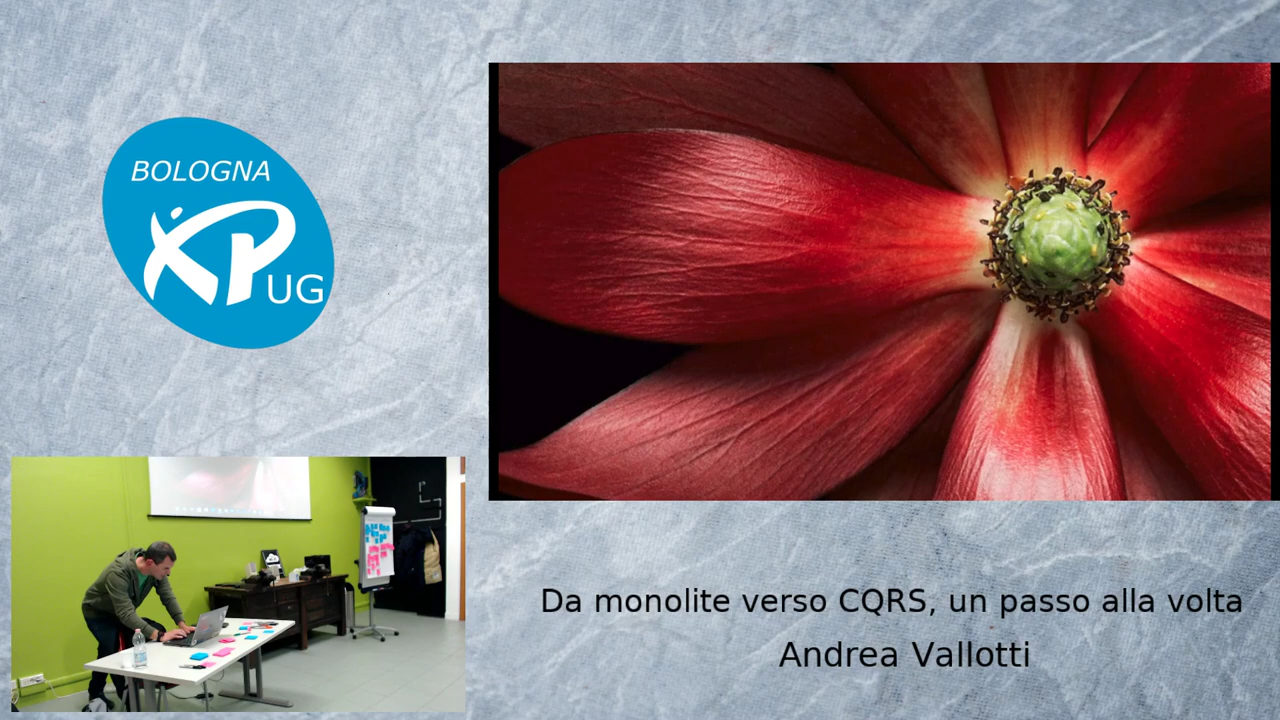 BOLOGNA
XP
UG
Da monolite verso CQRS, un passo alla volta
Andrea Vallotti